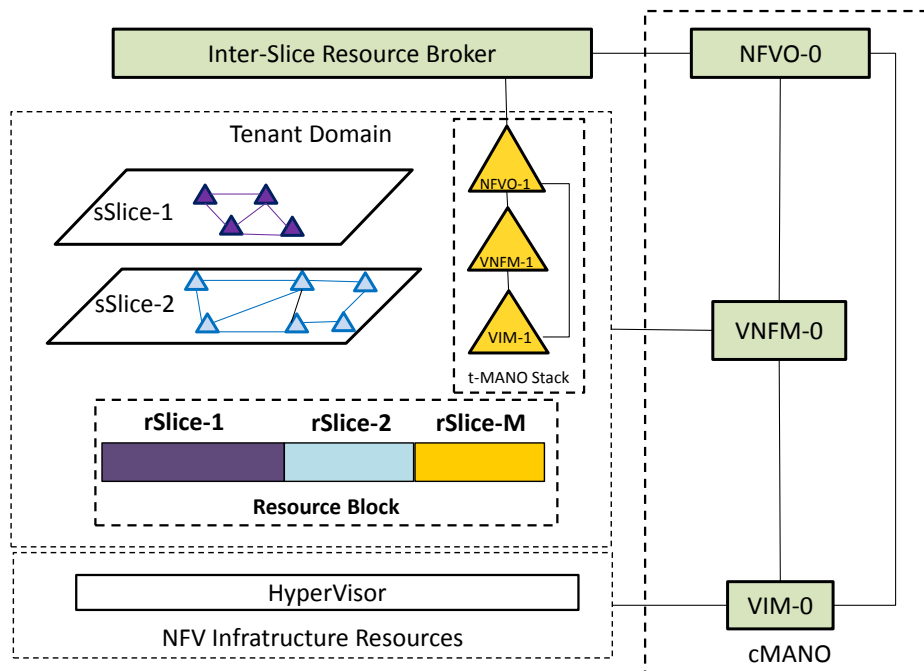 Inter-Slice Resource Broker
NFVO-0
Tenant Domain
NFVO-1
sSlice-1
VNFM-1
sSlice-2
VIM-1
VNFM-0
t-MANO Stack
rSlice-1 rSlice-2 rSlice-M
Resource Block
HyperVisor
VIM-0
NFV Infratructure Resources
cMANO